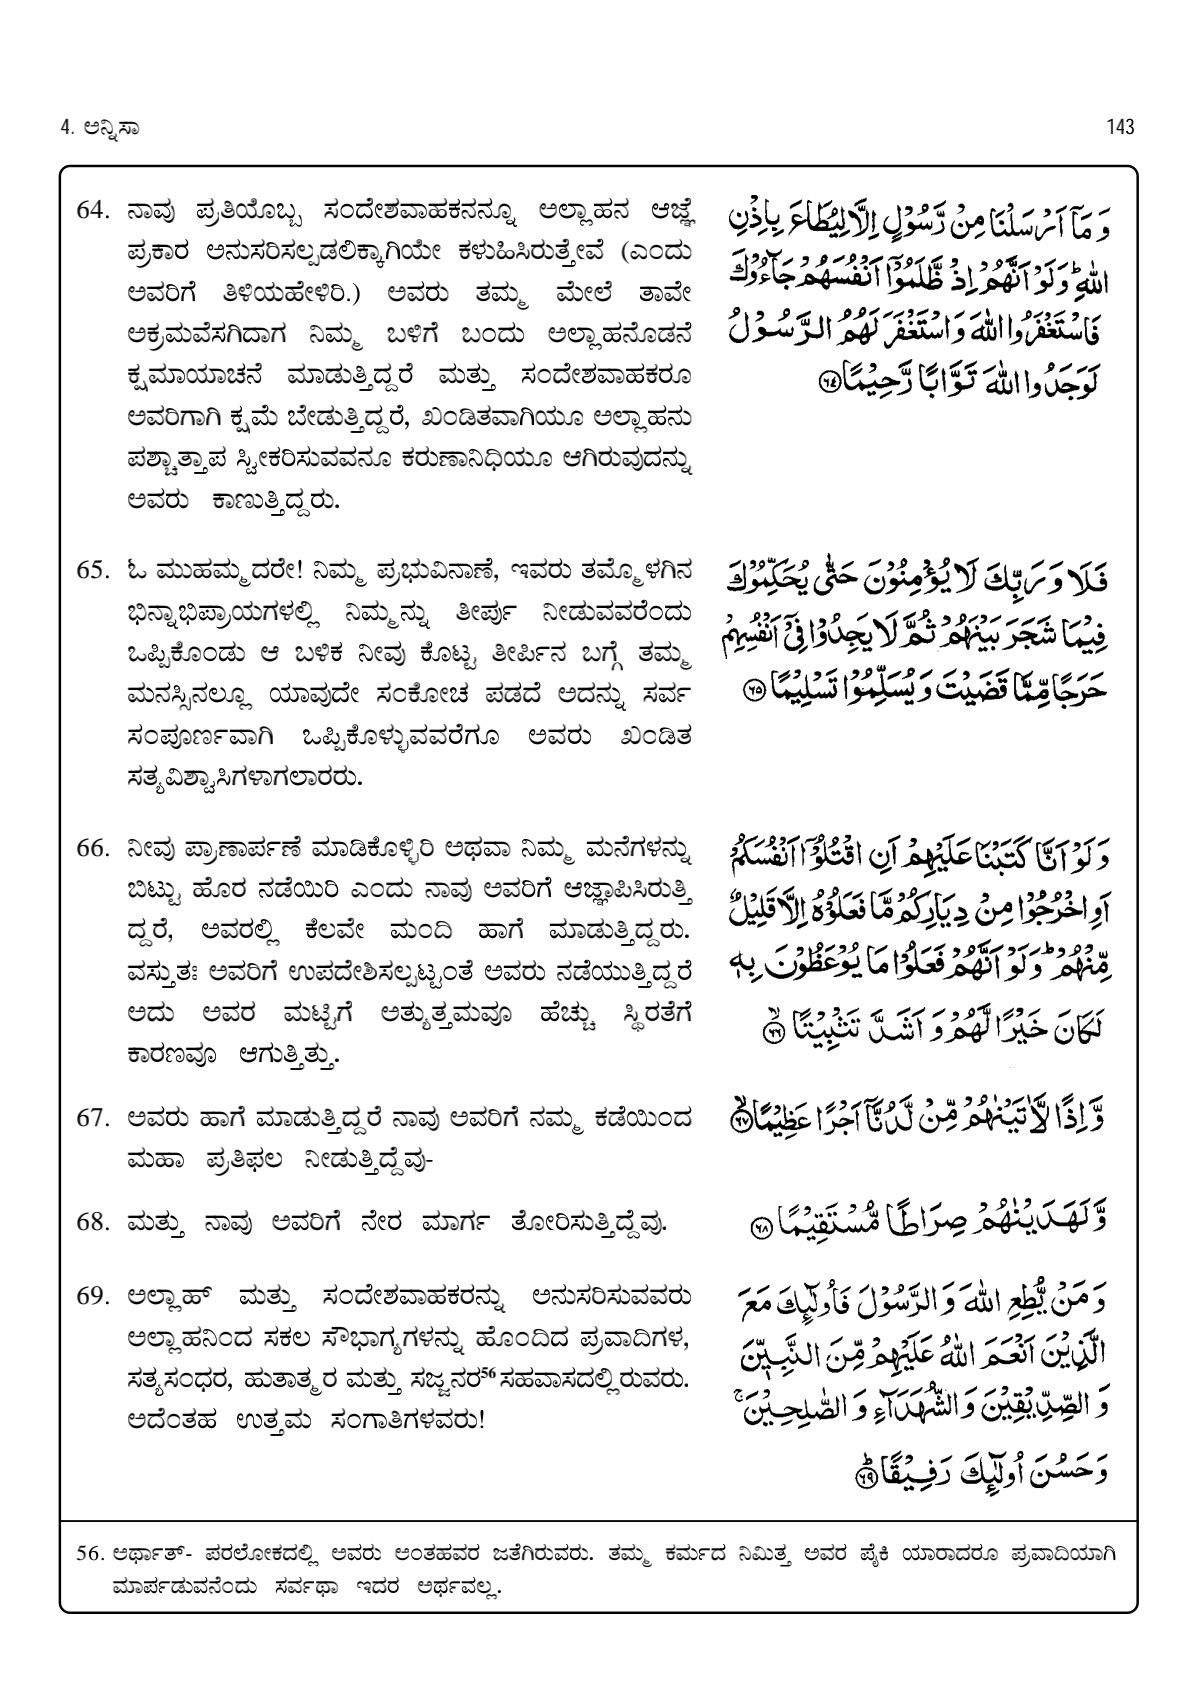 4. ಅನ್ನಿಸಾ
143
64. ನಾವು ಪ್ರತಿಯೊಬ್ಬ ಸಂದೇಶವಾಹಕನನ್ನೂ ಅಲ್ಲಾಹನ ಆಜ್ಞೆ
ಪ್ರಕಾರ ಅನುಸರಿಸಲ್ಪಡಲಿಕ್ಕಾಗಿಯೇ ಕಳುಹಿಸಿರುತ್ತೇವೆ (ಎಂದು
ಅವರಿಗೆ ತಿಳಿಯಹೇಳಿರಿ.) ಅವರು ತಮ್ಮ ಮೇಲೆ ತಾವೇ
ಅಕ್ರಮವೆಸಗಿದಾಗ ನಿಮ್ಮ ಬಳಿಗೆ ಬಂದು ಅಲ್ಲಾಹನೊಡನೆ
ಕ್ಷಮಾಯಾಚನೆ ಮಾಡುತ್ತಿದ್ದರೆ ಮತ್ತು ಸಂದೇಶವಾಹಕರೂ
ಅವರಿಗಾಗಿ ಕ್ಷಮೆ ಬೇಡುತ್ತಿದ್ದರೆ, ಖಂಡಿತವಾಗಿಯೂ ಅಲ್ಲಾಹನು
ಪಶ್ಚಾತ್ತಾಪ ಸ್ವೀಕರಿಸುವವನೂ ಕರುಣಾನಿಧಿಯೂ ಆಗಿರುವುದನ್ನು
ಅವರು ಕಾಣುತ್ತಿದ್ದರು.
وَمَآ اَرْسَلْنَا مِنْ رَّسُوْلٍ اِلَّا لِيُطَاعَ بِاِذْنِ
اللّٰهِ ؕ وَلَوْ اَنَّهُمْ اِذْ ظَّلَمُوْۤا اَنْفُسَهُمْ جَآءُوْكَ
فَاسْتَغْفَرُوا اللّٰهَ وَاسْتَغْفَرَ لَهُمُ الرَّسُوْلُ
لَوَجَدُوا اللّٰهَ تَوَّابًا رَّحِيْمًا ۝۶۴
65. ಓ ಮುಹಮ್ಮದರೇ! ನಿಮ್ಮ ಪ್ರಭುವಿನಾಣೆ, ಇವರು ತಮ್ಮೊಳಗಿನ
ಭಿನ್ನಾಭಿಪ್ರಾಯಗಳಲ್ಲಿ ನಿಮ್ಮನ್ನು ತೀರ್ಪು ನೀಡುವವರೆಂದು
ಒಪ್ಪಿಕೊಂಡು ಆ ಬಳಿಕ ನೀವು ಕೊಟ್ಟ ತೀರ್ಪಿನ ಬಗ್ಗೆ ತಮ್ಮ
ಮನಸ್ಸಿನಲ್ಲೂ ಯಾವುದೇ ಸಂಕೋಚ ಪಡದೆ ಅದನ್ನು ಸರ್ವ
ಸಂಪೂರ್ಣವಾಗಿ ಒಪ್ಪಿಕೊಳ್ಳುವವರೆಗೂ ಅವರು ಖಂಡಿತ
ಸತ್ಯವಿಶ್ವಾಸಿಗಳಾಗಲಾರರು.
فَلَا وَرَبِّكَ لَا يُؤْمِنُوْنَ حَتّٰى يُحَكِّمُوْكَ
فِيْمَا شَجَرَ بَيْنَهُمْ ثُمَّ لَا يَجِدُوْا فِيْۤ اَنْفُسِهِمْ
حَرَجًا مِّمَّا قَضَيْتَ وَيُسَلِّمُوْا تَسْلِيْمًا ۝۶۵
66. ನೀವು ಪ್ರಾಣಾರ್ಪಣೆ ಮಾಡಿಕೊಳ್ಳಿರಿ ಅಥವಾ ನಿಮ್ಮ ಮನೆಗಳನ್ನು
ಬಿಟ್ಟು ಹೊರ ನಡೆಯಿರಿ ಎಂದು ನಾವು ಅವರಿಗೆ ಆಜ್ಞಾಪಿಸಿರುತ್ತಿ
ದ್ದರೆ, ಅವರಲ್ಲಿ ಕೆಲವೇ ಮಂದಿ ಹಾಗೆ ಮಾಡುತ್ತಿದ್ದರು.
ವಸ್ತುತಃ ಅವರಿಗೆ ಉಪದೇಶಿಸಲ್ಪಟ್ಟಂತೆ ಅವರು ನಡೆಯುತ್ತಿದ್ದರೆ
ಅದು ಅವರ ಮಟ್ಟಿಗೆ ಅತ್ಯುತ್ತಮವೂ ಹೆಚ್ಚು ಸ್ಥಿರತೆಗೆ
ಕಾರಣವೂ ಆಗುತ್ತಿತ್ತು.
وَلَوْ اَنَّا كَتَبْنَا عَلَيْهِمْ اَنِ اقْتُلُوْۤا اَنْفُسَكُمْ
اَوِ اخْرُجُوْا مِنْ دِيَارِكُمْ مَّا فَعَلُوْهُ اِلَّا قَلِيْلٌ
مِّنْهُمْ ؕ وَلَوْ اَنَّهُمْ فَعَلُوْا مَا يُوْعَظُوْنَ بِهٖ
لَكَانَ خَيْرًا لَّهُمْ وَاَشَدَّ تَثْبِيْتًا ۝۶۶ۙ
67. ಅವರು ಹಾಗೆ ಮಾಡುತ್ತಿದ್ದರೆ ನಾವು ಅವರಿಗೆ ನಮ್ಮ ಕಡೆಯಿಂದ
ಮಹಾ ಪ್ರತಿಫಲ ನೀಡುತ್ತಿದ್ದೆವು-
وَّاِذًا لَّاٰتَيْنٰهُمْ مِّنْ لَّدُنَّاۤ اَجْرًا عَظِيْمًا ۝۶۷ۙ
68. ಮತ್ತು ನಾವು ಅವರಿಗೆ ನೇರ ಮಾರ್ಗ ತೋರಿಸುತ್ತಿದ್ದೆವು.
وَّلَهَدَيْنٰهُمْ صِرَاطًا مُّسْتَقِيْمًا ۝۶۸
69. ಅಲ್ಲಾಹ್ ಮತ್ತು ಸಂದೇಶವಾಹಕರನ್ನು ಅನುಸರಿಸುವವರು
ಅಲ್ಲಾಹನಿಂದ ಸಕಲ ಸೌಭಾಗ್ಯಗಳನ್ನು ಹೊಂದಿದ ಪ್ರವಾದಿಗಳ,
ಸತ್ಯಸಂಧರ, ಹುತಾತ್ಮರ ಮತ್ತು ಸಜ್ಜನರ56 ಸಹವಾಸದಲ್ಲಿರುವರು.
ಅದೆಂತಹ ಉತ್ತಮ ಸಂಗಾತಿಗಳವರು!
وَمَنْ يُّطِعِ اللّٰهَ وَالرَّسُوْلَ فَاُولٰٓئِكَ مَعَ
الَّذِيْنَ اَنْعَمَ اللّٰهُ عَلَيْهِمْ مِّنَ النَّبِيّٖنَ
وَالصِّدِّيْقِيْنَ وَالشُّهَدَآءِ وَالصّٰلِحِيْنَ ۚ
وَحَسُنَ اُولٰٓئِكَ رَفِيْقًا ۝۶۹ؕ
56. ಅರ್ಥಾತ್- ಪರಲೋಕದಲ್ಲಿ ಅವರು ಅಂತಹವರ ಜತೆಗಿರುವರು. ತಮ್ಮ ಕರ್ಮದ ನಿಮಿತ್ತ ಅವರ ಪೈಕಿ ಯಾರಾದರೂ ಪ್ರವಾದಿಯಾಗಿ
ಮಾರ್ಪಡುವನೆಂದು ಸರ್ವಥಾ ಇದರ ಅರ್ಥವಲ್ಲ.